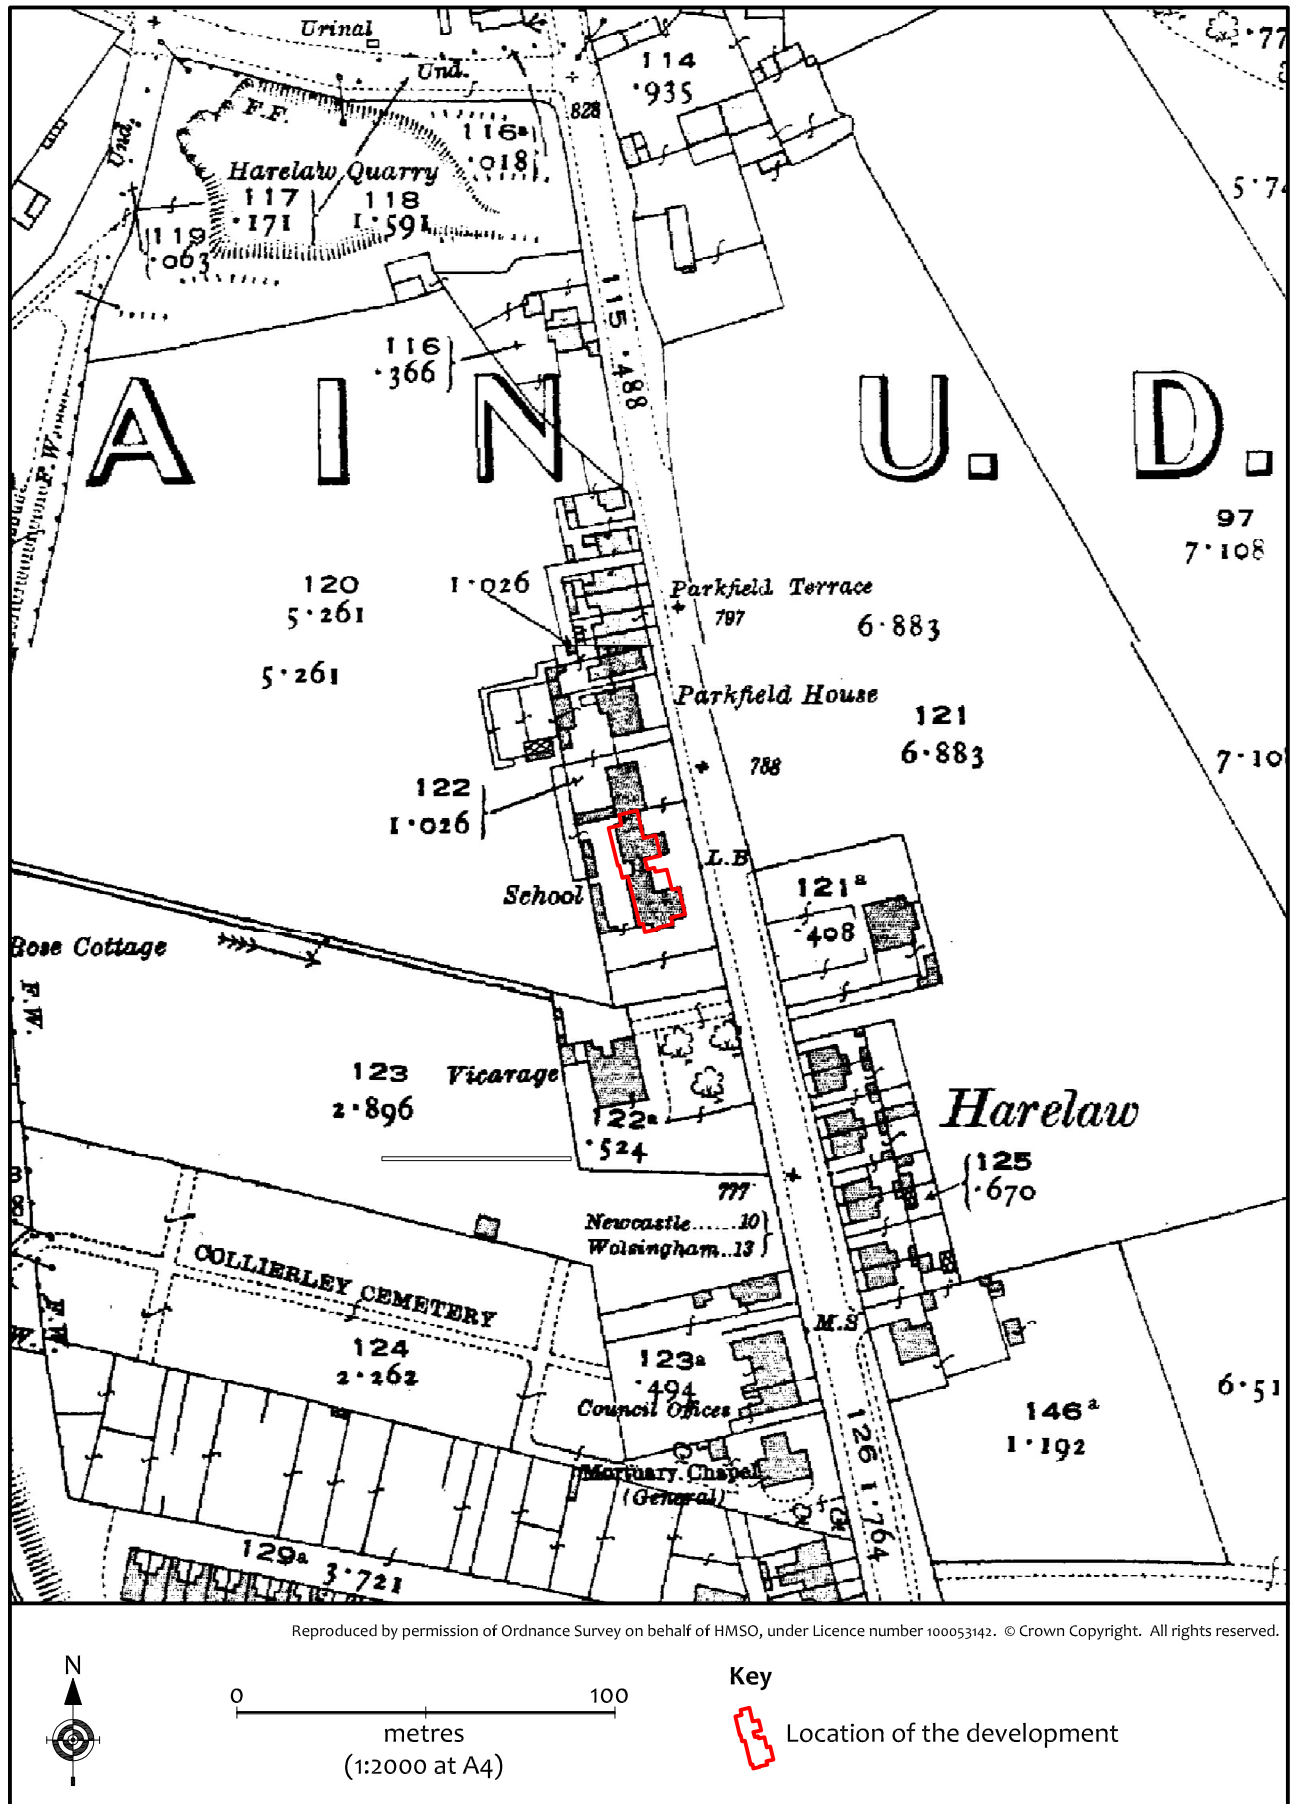 Urinal
Und.
114
·935
·77
828
F.F.
116a
·018
Und.
Harelaw Quarry
117
·171
118
1·591
5·74
119
·063
115 ·488
116
·366
A I N U. D.
F.W.
97
7·108
120
5·261
1·026
Parkfield Terrace
797
6·883
5·261
Parkfield House
121
6·883
788
7·10
122
1·026
L.B
School
121a
·408
Rose Cottage
F.W.
123
2·896
Vicarage
Harelaw
122a
·524
125
·670
777
Newcastle......10
Wolsingham..13
COLLIERLEY CEMETERY
F.F.
W.
M.S
124
2·262
123a
·494
6·51
Council Offices
146a
1·192
126 1·764
Mortuary Chapel
(General)
129a
3·721
Reproduced by permission of Ordnance Survey on behalf of HMSO, under Licence number 100053142. © Crown Copyright. All rights reserved.
N
0 100
metres
(1:2000 at A4)
Key
Location of the development